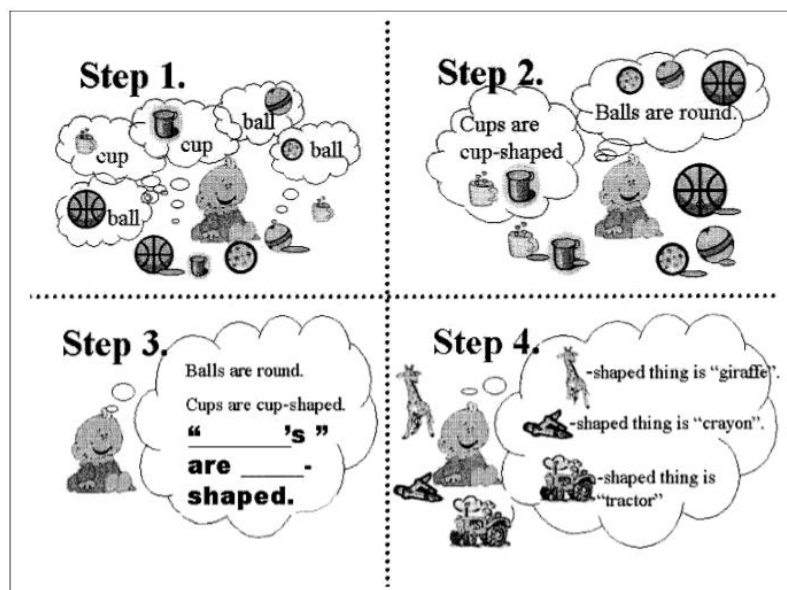 Step 1.
cup
cup
ball
ball
ball
Step 2.
Cups are
cup-shaped
Balls are round.
Step 3.
Balls are round.
Cups are cup-shaped.
“_______’s ”
are _____-
shaped.
Step 4.
-shaped thing is “giraffe”.
-shaped thing is “crayon”.
-shaped thing is
“tractor”